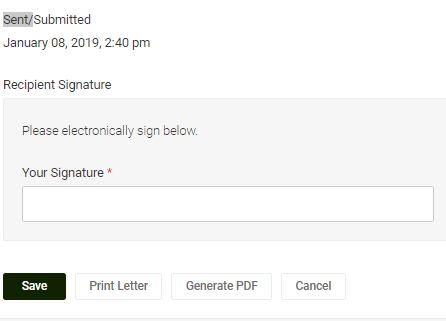 Sent/Submitted
January 08, 2019, 2:40 pm
Recipient Signature
Please electronically sign below.
Your Signature *
Save Print Letter Generate PDF Cancel